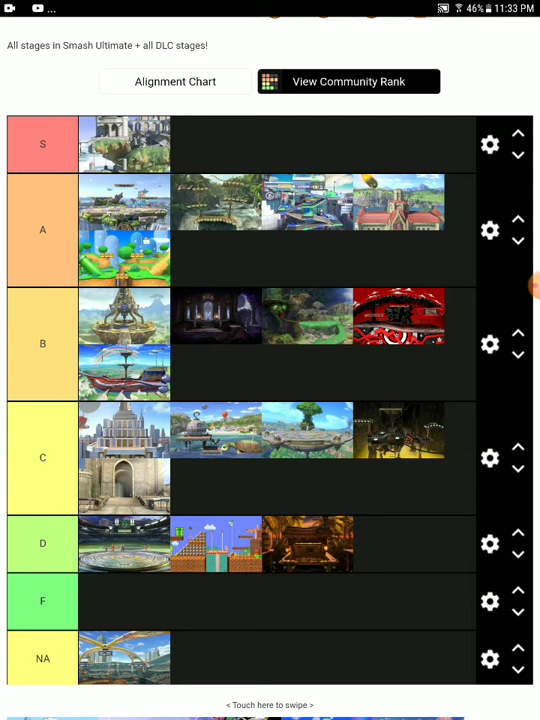 ... 46% 11:33 PM
All stages in Smash Ultimate + all DLC stages!
Alignment Chart
View Community Rank
S
A
B
C
D
F
NA
< Touch here to swipe >